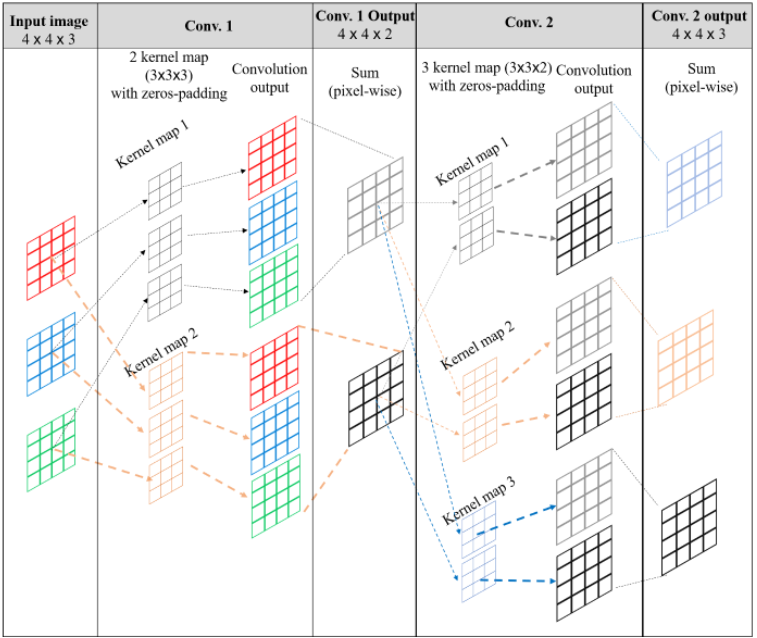 Input image
4 x 4 x 3
Conv. 1
Conv. 1 Output
4 x 4 x 2
Conv. 2
Conv. 2 output
4 x 4 x 3
2 kernel map
(3x3x3)
with zeros-padding
Convolution
output
Sum
(pixel-wise)
3 kernel map (3x3x2)
with zeros-padding
Convolution
output
Sum
(pixel-wise)
Kernel map 1
Kernel map 2
Kernel map 1
Kernel map 2
Kernel map 3